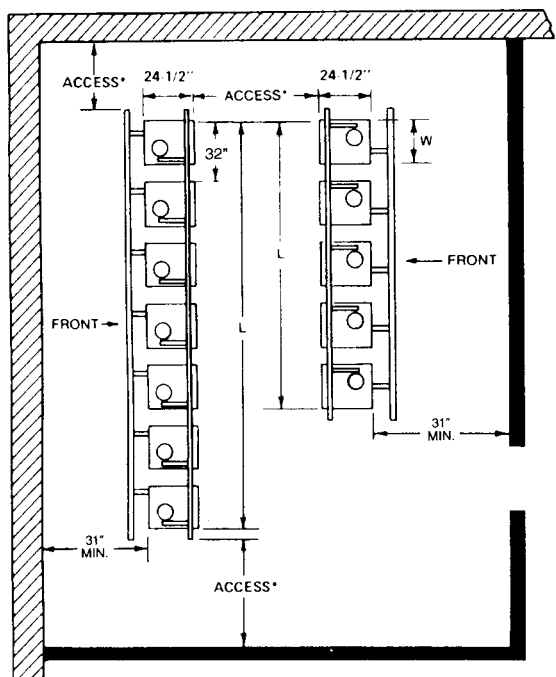 24-1/2"
24-1/2"
ACCESS*
ACCESS*
32"
W
L
L
FRONT
FRONT
31"
MIN.
31"
MIN.
ACCESS*